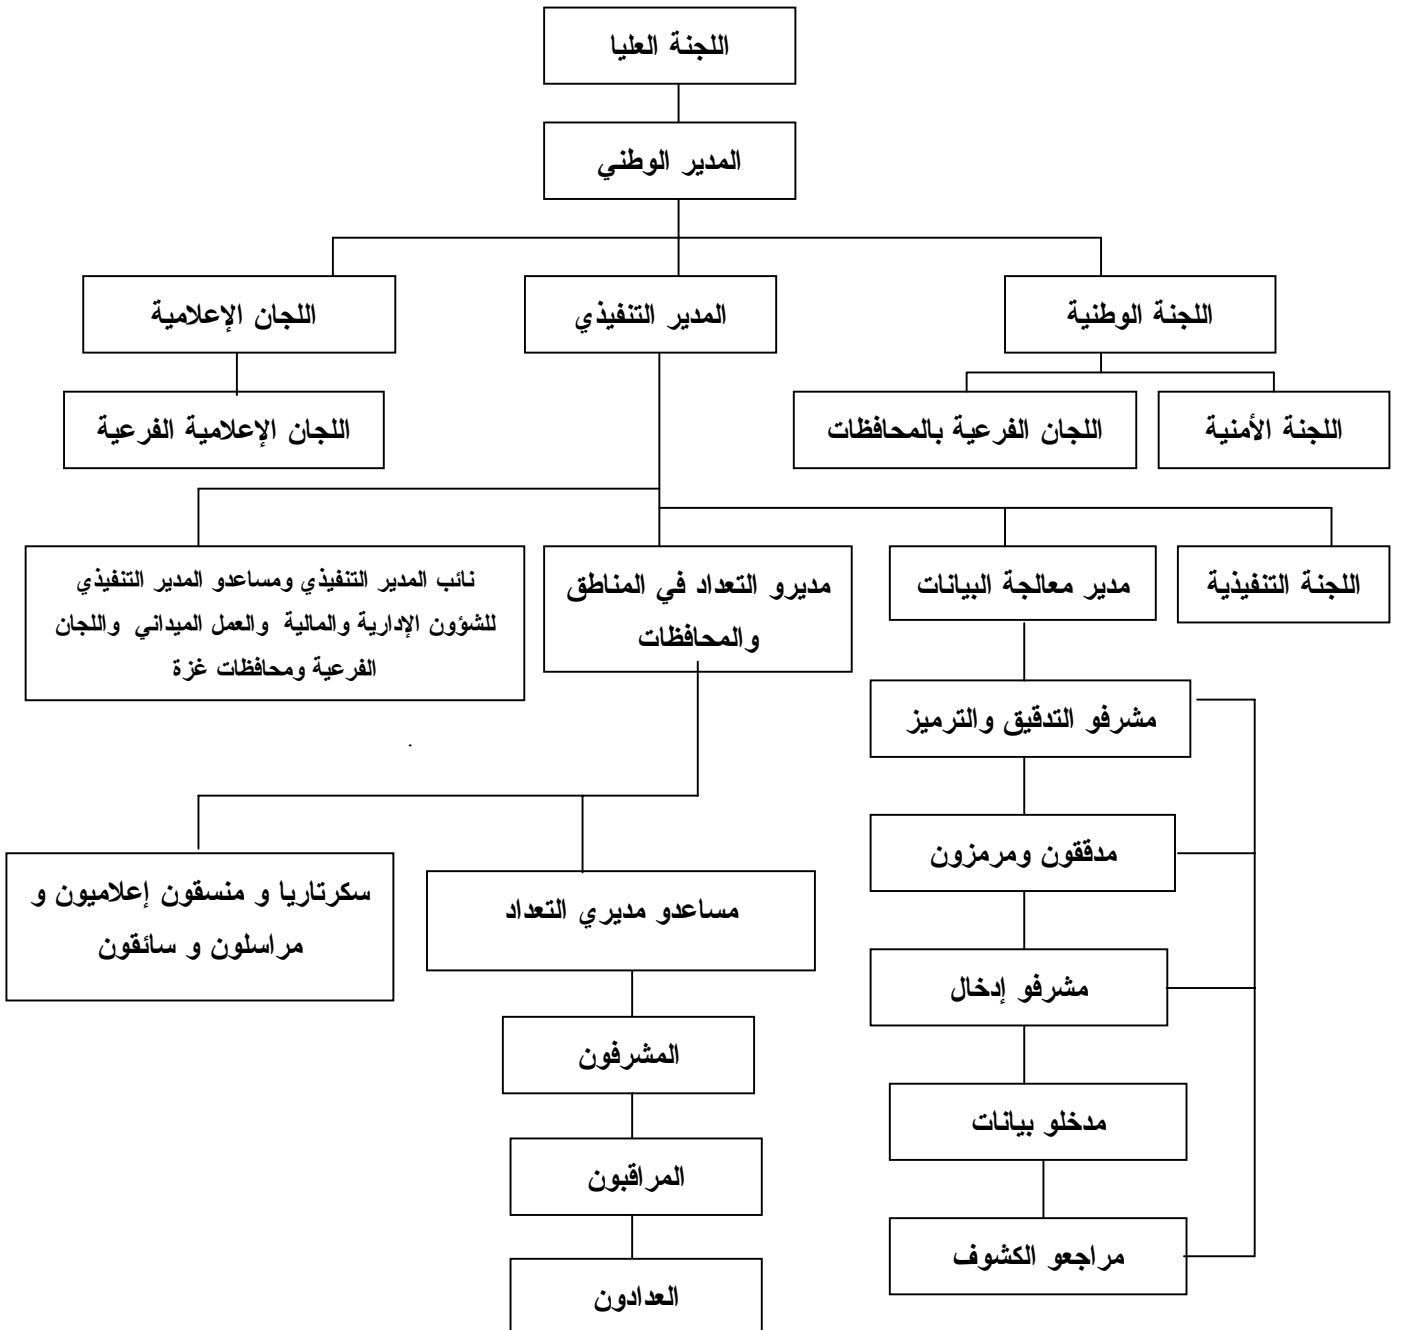 اللجنة العليا
المدير الوطني
اللجنة الوطنية
المدير التنفيذي
اللجان الإعلامية
اللجنة الأمنية
اللجان الفرعية بالمحافظات
اللجان الإعلامية الفرعية
اللجنة التنفيذية
مدير معالجة البيانات
مديرو التعداد في المناطق
والمحافظات
نائب المدير التنفيذي ومساعدو المدير التنفيذي
للشؤون الإدارية والمالية والعمل الميداني واللجان
الفرعية ومحافظات غزة
مشرفو التدقيق والترميز
مدققون ومرمزون
مشرفو إدخال
مدخلو بيانات
مراجعو الكشوف
مساعدو مديري التعداد
المشرفون
المراقبون
العدادون
سكرتاريا و منسقون إعلاميون و
مراسلون و سائقون